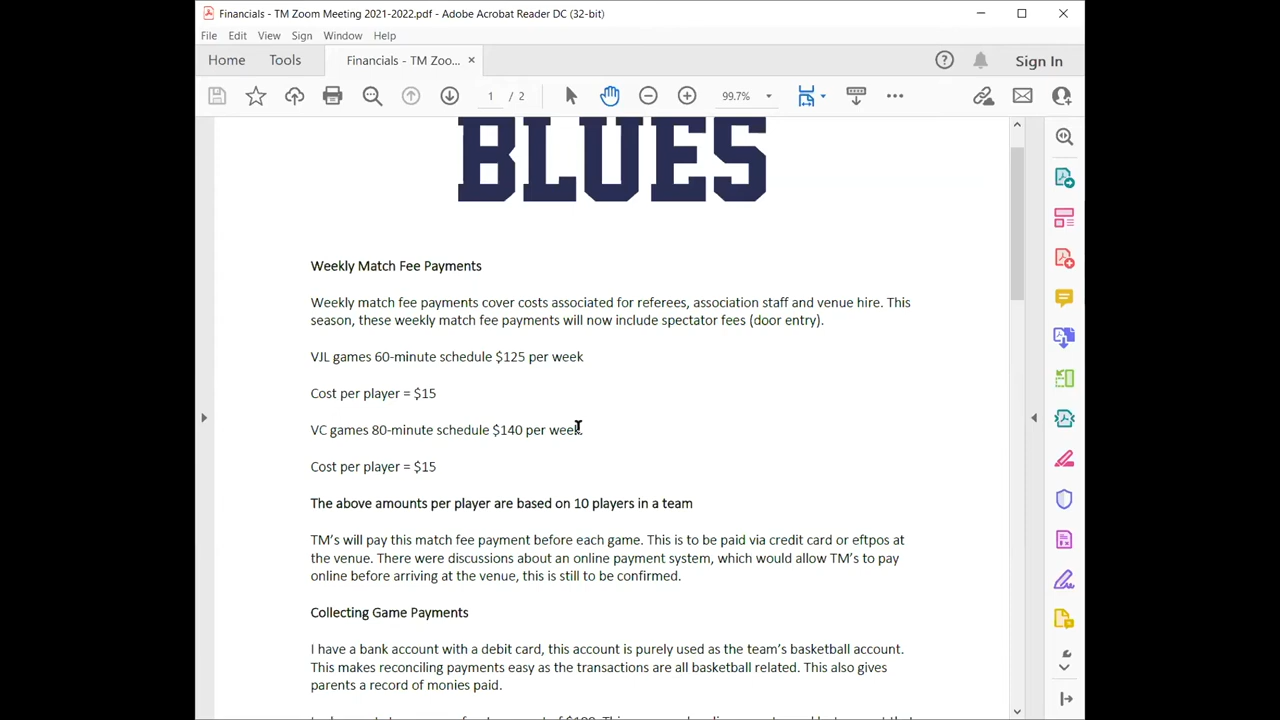 Financials - TM Zoom Meeting 2021-2022.pdf - Adobe Acrobat Reader DC (32-bit)
File Edit View Sign Window Help
Home Tools Financials - TM Zoo... × Sign In
1 / 2 99.7%
BLUES
Weekly Match Fee Payments
Weekly match fee payments cover costs associated for referees, association staff and venue hire. This
season, these weekly match fee payments will now include spectator fees (door entry).
VJL games 60-minute schedule $125 per week
Cost per player = $15
VC games 80-minute schedule $140 per week
Cost per player = $15
The above amounts per player are based on 10 players in a team
TM's will pay this match fee payment before each game. This is to be paid via credit card or eftpos at
the venue. There were discussions about an online payment system, which would allow TM's to pay
online before arriving at the venue, this is still to be confirmed.
Collecting Game Payments
I have a bank account with a debit card, this account is purely used as the team's basketball account.
This makes reconciling payments easy as the transactions are all basketball related. This also gives
parents a record of monies paid.